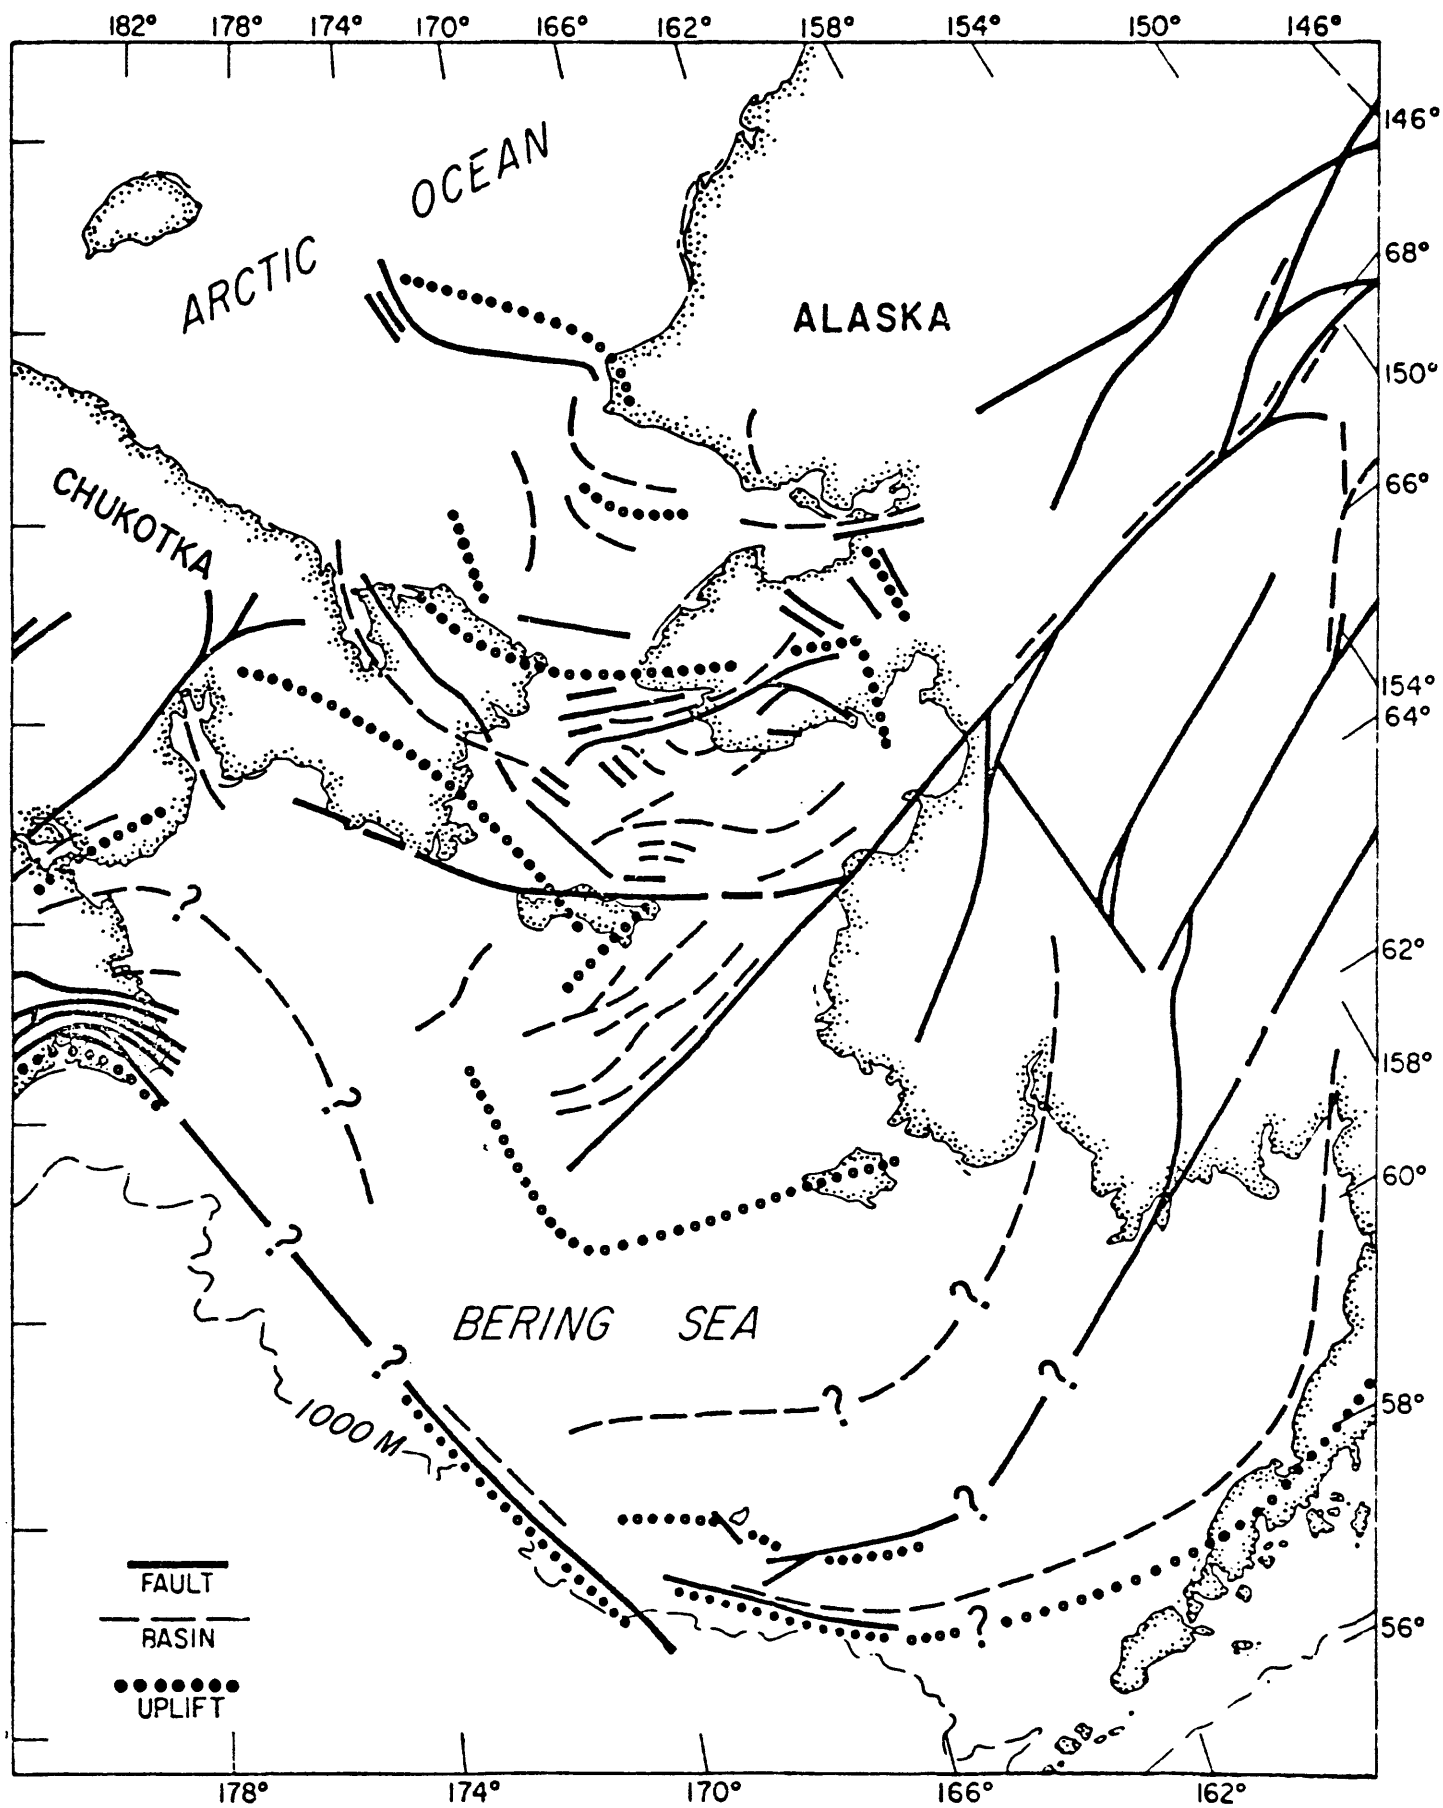 182° 178° 174° 170° 166° 162° 158° 154° 150° 146°
146°
OCEAN
ARCTIC
68°
ALASKA
150°
CHUKOTKA
66°
154°
64°
?
62°
158°
?
60°
?
?
BERING SEA
?
?
?
1000 M
58°
?
FAULT
BASIN
?
56°
UPLIFT
178° 174° 170° 166° 162°